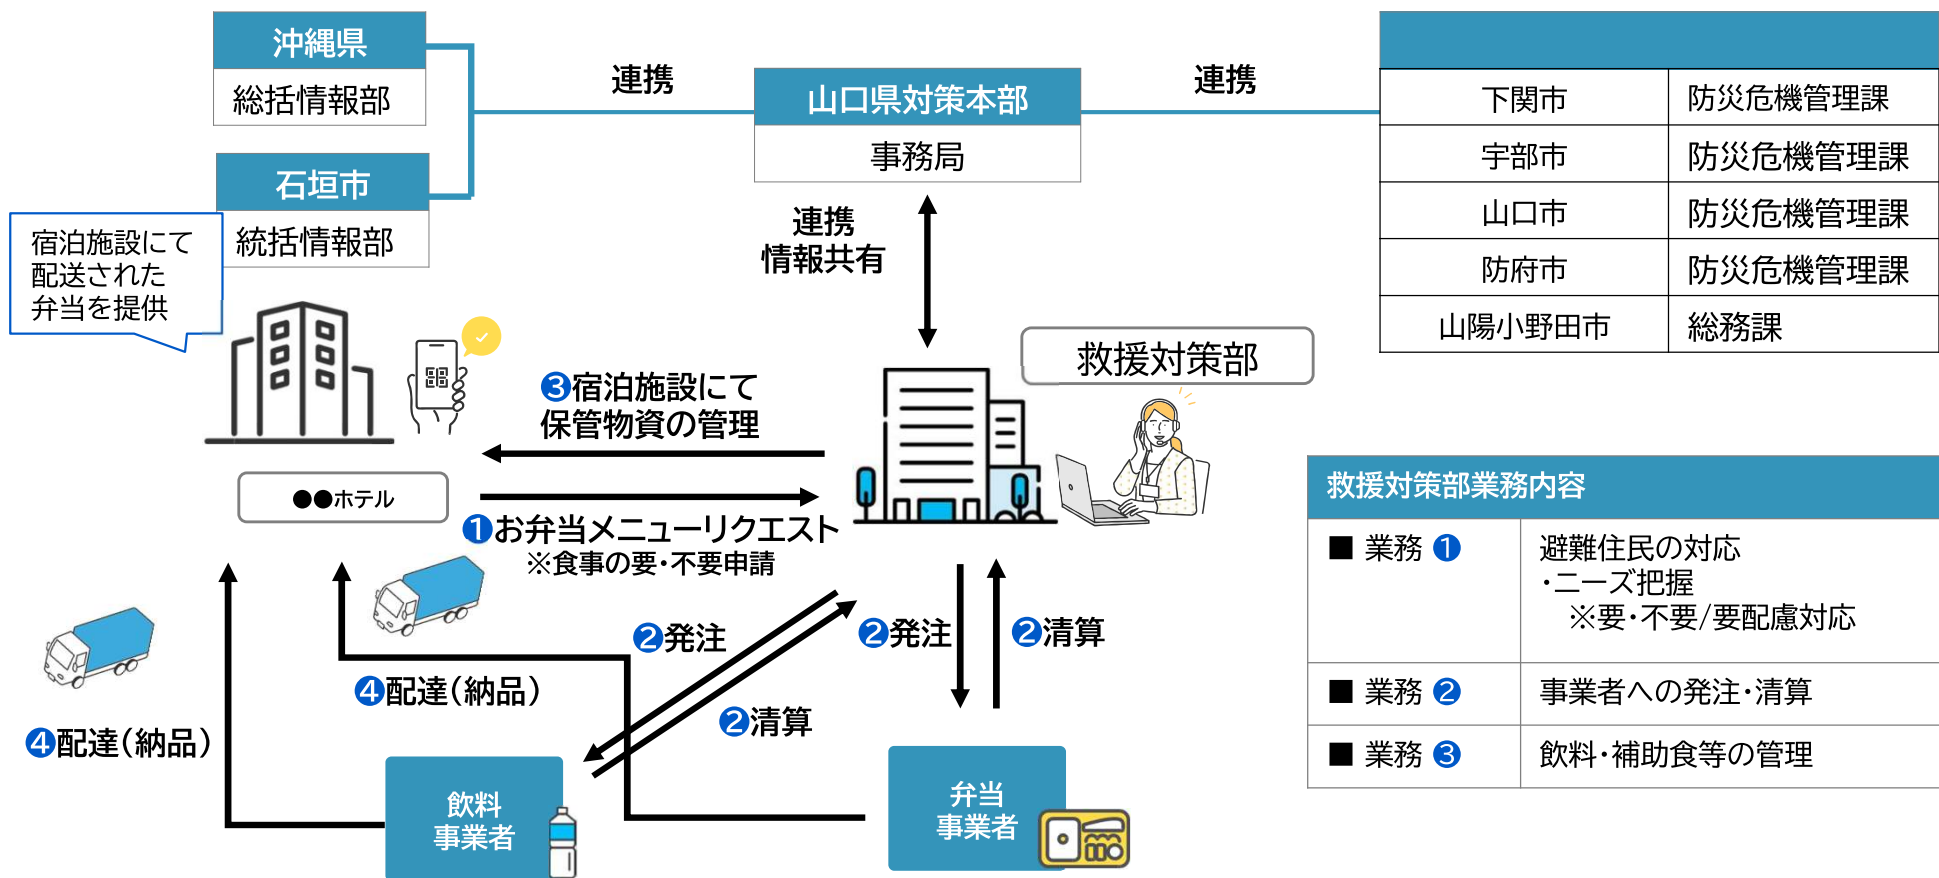 沖縄県
総括情報部
石垣市
統括情報部
連携
山口県対策本部
事務局
連携
下関市 防災危機管理課
宇部市 防災危機管理課
山口市 防災危機管理課
防府市 防災危機管理課
山陽小野田市 総務課
宿泊施設にて
配送された
弁当を提供
連携
情報共有
救援対策部
❸宿泊施設にて
保管物資の管理
●●ホテル
❶お弁当メニューリクエスト
※食事の要・不要申請
❷発注
❷清算
❷発注
❷清算
❹配達(納品)
❹配達(納品)
飲料
事業者
弁当
事業者
救援対策部業務内容
■ 業務 ❶ 避難住民の対応
・ニーズ把握
※要・不要/要配慮対応
■ 業務 ❷ 事業者への発注・清算
■ 業務 ❸ 飲料・補助食等の管理